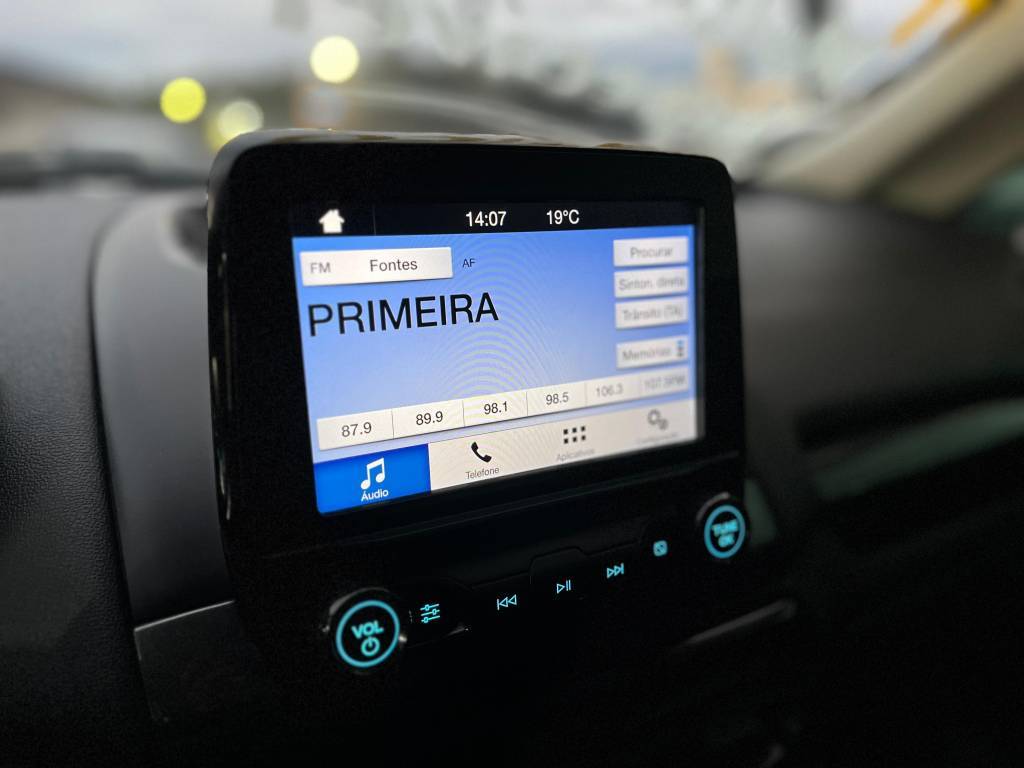 14:07 19°C
FM Fontes AF
Procurar
Sinton. direta
Trânsito (TA)
PRIMEIRA
Memórias
87.9 89.9 98.1 98.5 106.3
Áudio Telefone Aplicativos
VOL
TUNE
OK